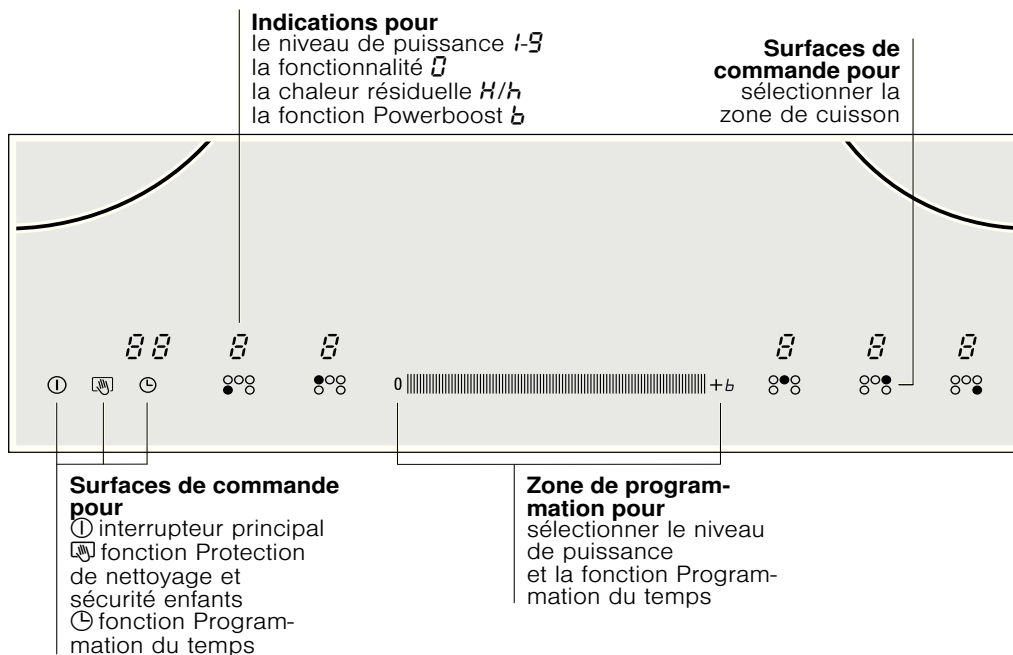 Indications pour
le niveau de puissance 1-9
la fonctionnalité 0
la chaleur résiduelle H/h
la fonction Powerboost b
Surfaces de
commande pour
sélectionner la
zone de cuisson
88 8 8 8 8 8
0 +b
Surfaces de commande
pour
interrupteur principal
fonction Protection
de nettoyage et
sécurité enfants
fonction Program-
mation du temps
Zone de program-
mation pour
sélectionner le niveau
de puissance
et la fonction Program-
mation du temps